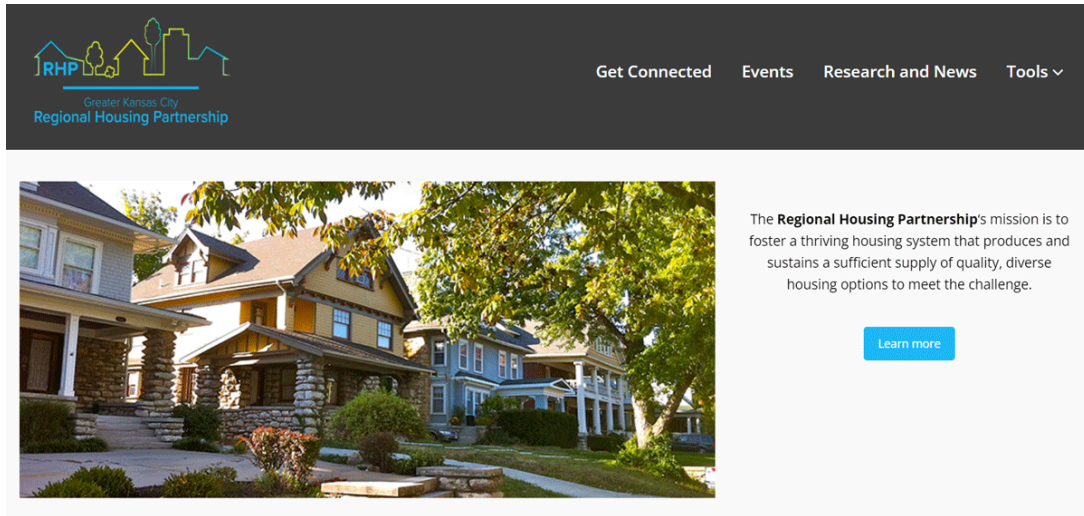 RHP
Greater Kansas City
Regional Housing Partnership
Get Connected
Events
Research and News
Tools
The Regional Housing Partnership's mission is to
foster a thriving housing system that produces and
sustains a sufficient supply of quality, diverse
housing options to meet the challenge.
Learn more